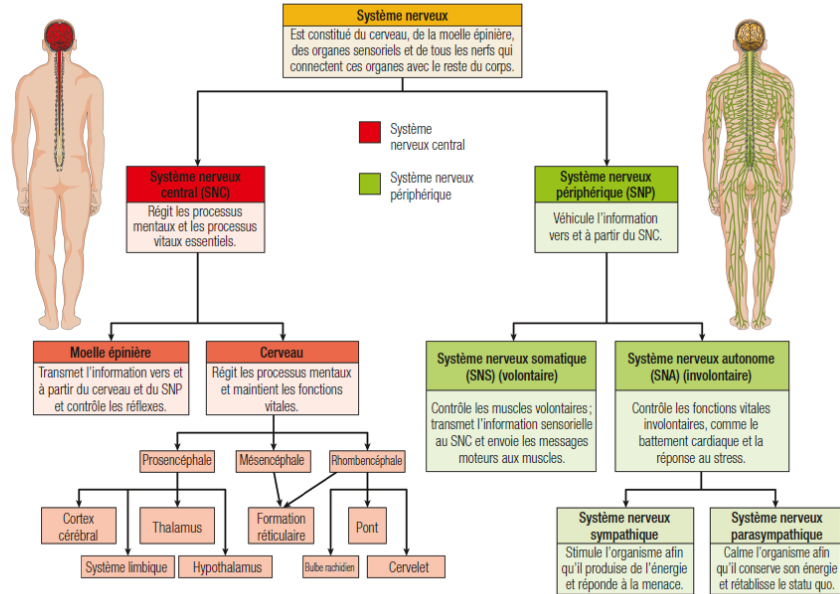 Système nerveux
Est constitué du cerveau, de la moelle épinière,
des organes sensoriels et de tous les nerfs qui
connectent ces organes avec le reste du corps.
Système
nerveux central
Système nerveux
périphérique
Système nerveux
central (SNC)
Régit les processus
mentaux et les processus
vitaux essentiels.
Système nerveux
périphérique (SNP)
Véhicule l'information
vers et à partir du SNC.
Moelle épinière
Transmet l'information vers et
à partir du cerveau et du SNP
et contrôle les réflexes.
Cerveau
Régit les processus mentaux
et maintient les fonctions
vitales.
Système nerveux somatique
(SNS) (volontaire)
Contrôle les muscles volontaires ;
transmet l'information sensorielle
au SNC et envoie les messages
moteurs aux muscles.
Système nerveux autonome
(SNA) (involontaire)
Contrôle les fonctions vitales
involontaires, comme le
battement cardiaque et la
réponse au stress.
Prosencéphale
Mésencéphale
Rhombencéphale
Cortex
cérébral
Thalamus
Formation
réticulaire
Pont
Système limbique
Hypothalamus
Bulbe rachidien
Cervelet
Système nerveux
sympathique
Stimule l'organisme afin
qu'il produise de l'énergie
et réponde à la menace.
Système nerveux
parasympathique
Calme l'organisme afin
qu'il conserve son énergie
et rétablisse le statu quo.